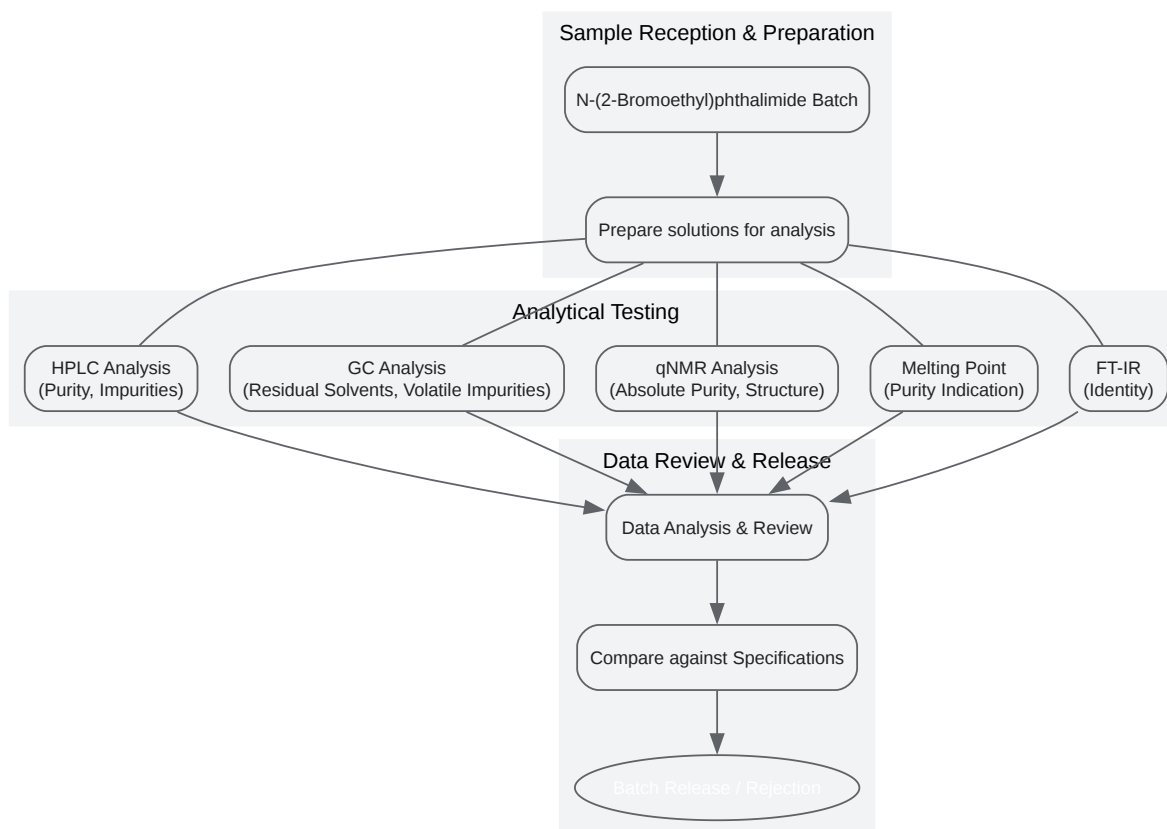 Sample Reception & Preparation
N-(2-Bromoethyl)phthalimide Batch
Prepare solutions for analysis
Analytical Testing
HPLC Analysis
(Purity, Impurities)
GC Analysis
(Residual Solvents, Volatile Impurities)
qNMR Analysis
(Absolute Purity, Structure)
Melting Point
(Purity Indication)
FT-IR
(Identity)
Data Review & Release
Data Analysis & Review
Compare against Specifications
Batch Release / Rejection